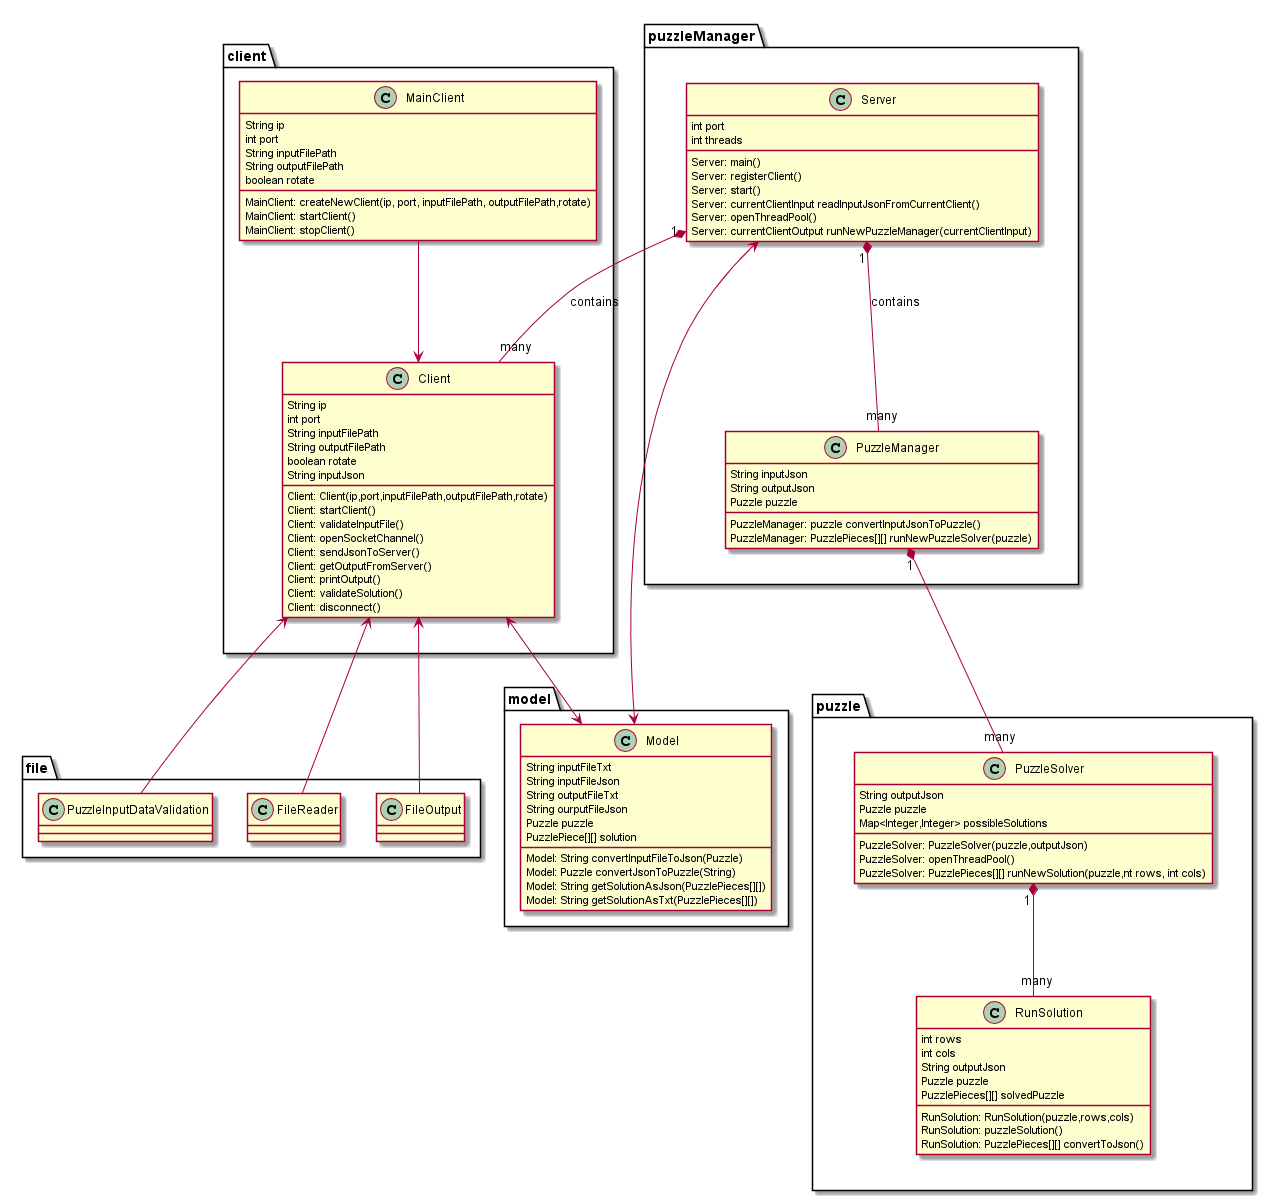 client
C MainClient
String ip
int port
String inputFilePath
String outputFilePath
boolean rotate
MainClient: createNewClient(ip, port, inputFilePath, outputFilePath,rotate)
MainClient: startClient()
MainClient: stopClient()
puzzleManager
C Server
int port
int threads
Server: main()
Server: registerClient()
Server: start()
Server: currentClientInput readInputJsonFromCurrentClient()
Server: openThreadPool()
Server: currentClientOutput runNewPuzzleManager(currentClientInput)
1
1
contains
contains
many
many
C Client
String ip
int port
String inputFilePath
String outputFilePath
boolean rotate
String inputJson
Client: Client(ip,port,inputFilePath,outputFilePath,rotate)
Client: startClient()
Client: validateInputFile()
Client: openSocketChannel()
Client: sendJsonToServer()
Client: getOutputFromServer()
Client: printOutput()
Client: validateSolution()
Client: disconnect()
C PuzzleManager
String inputJson
String outputJson
Puzzle puzzle
PuzzleManager: puzzle convertInputJsonToPuzzle()
PuzzleManager: PuzzlePieces[][] runNewPuzzleSolver(puzzle)
1
many
file
C PuzzleInputDataValidation
C FileReader
C FileOutput
model
C Model
String inputFileTxt
String inputFileJson
String outputFileTxt
String ourputFileJson
Puzzle puzzle
PuzzlePiece[][] solution
Model: String convertInputFileToJson(Puzzle)
Model: Puzzle convertJsonToPuzzle(String)
Model: String getSolutionAsJson(PuzzlePieces[][])
Model: String getSolutionAsTxt(PuzzlePieces[][])
puzzle
C PuzzleSolver
String outputJson
Puzzle puzzle
Map<Integer,Integer> possibleSolutions
PuzzleSolver: PuzzleSolver(puzzle,outputJson)
PuzzleSolver: openThreadPool()
PuzzleSolver: PuzzlePieces[][] runNewSolution(puzzle,nt rows, int cols)
1
many
C RunSolution
int rows
int cols
String outputJson
Puzzle puzzle
PuzzlePieces[][] solvedPuzzle
RunSolution: RunSolution(puzzle,rows,cols)
RunSolution: puzzleSolution()
RunSolution: PuzzlePieces[][] convertToJson()